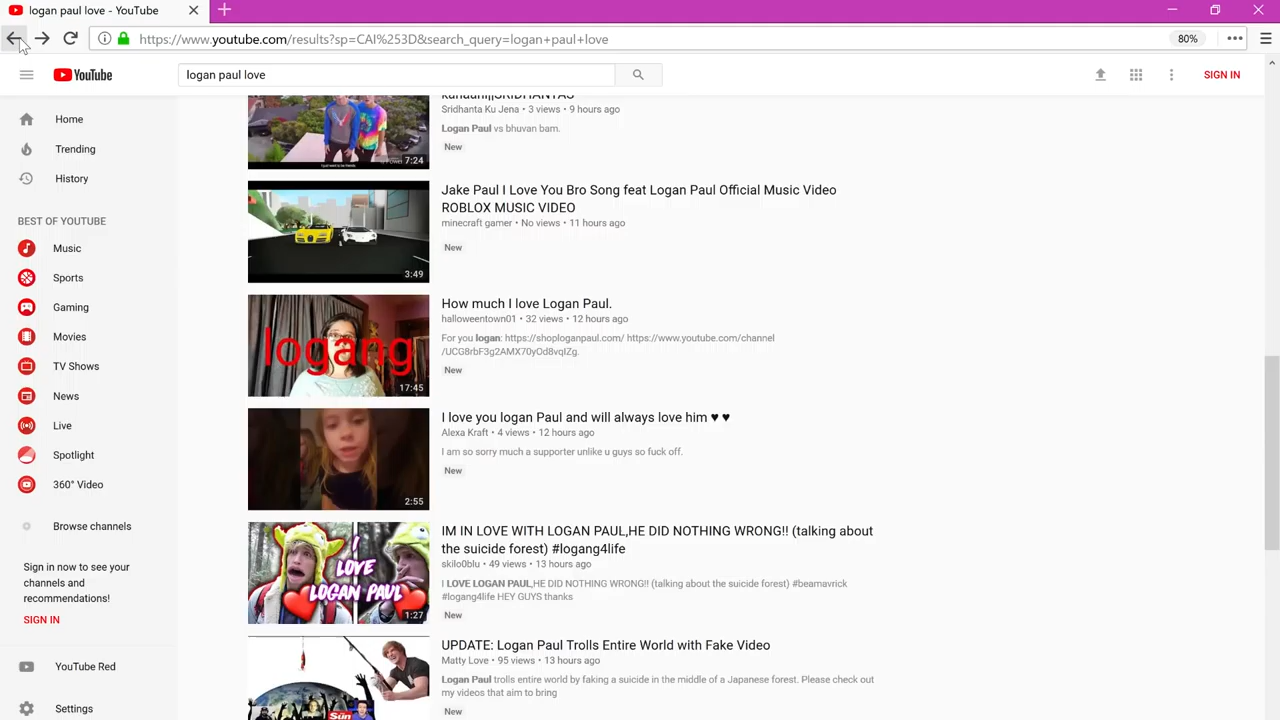 logan paul love - YouTube
https://www.youtube.com/results?sp=CAI%253D&search_query=logan+paul+love
80%
YouTube
logan paul love
SIGN IN
Home
Trending
History
BEST OF YOUTUBE
Music
Sports
Gaming
Movies
TV Shows
News
Live
Spotlight
360° Video
Browse channels
Sign in now to see your
channels and
recommendations!
SIGN IN
YouTube Red
Settings
Sridhanta Ku Jena • 3 views • 9 hours ago
Logan Paul vs bhuvan bam.
New
7:24
Jake Paul I Love You Bro Song feat Logan Paul Official Music Video
ROBLOX MUSIC VIDEO
minecraft gamer • No views • 11 hours ago
New
3:49
How much I love Logan Paul.
halloweentown01 • 32 views • 12 hours ago
For you logan: https://shoploganpaul.com/ https://www.youtube.com/channel
/UCG8rbF3g2AMX70yOd8vqIZg.
New
logang
17:45
I love you logan Paul and will always love him ♥ ♥
Alexa Kraft • 4 views • 12 hours ago
I am so sorry much a supporter unlike u guys so fuck off.
New
2:55
IM IN LOVE WITH LOGAN PAUL,HE DID NOTHING WRONG!! (talking about
the suicide forest) #logang4life
skilo0blu • 49 views • 13 hours ago
I LOVE LOGAN PAUL,HE DID NOTHING WRONG!! (talking about the suicide forest) #beamavrick
#logang4life HEY GUYS thanks
New
I
LOVE
LOGAN PAUL
1:27
UPDATE: Logan Paul Trolls Entire World with Fake Video
Matty Love • 95 views • 13 hours ago
Logan Paul trolls entire world by faking a suicide in the middle of a Japanese forest. Please check out
my videos that aim to bring
New
Sun